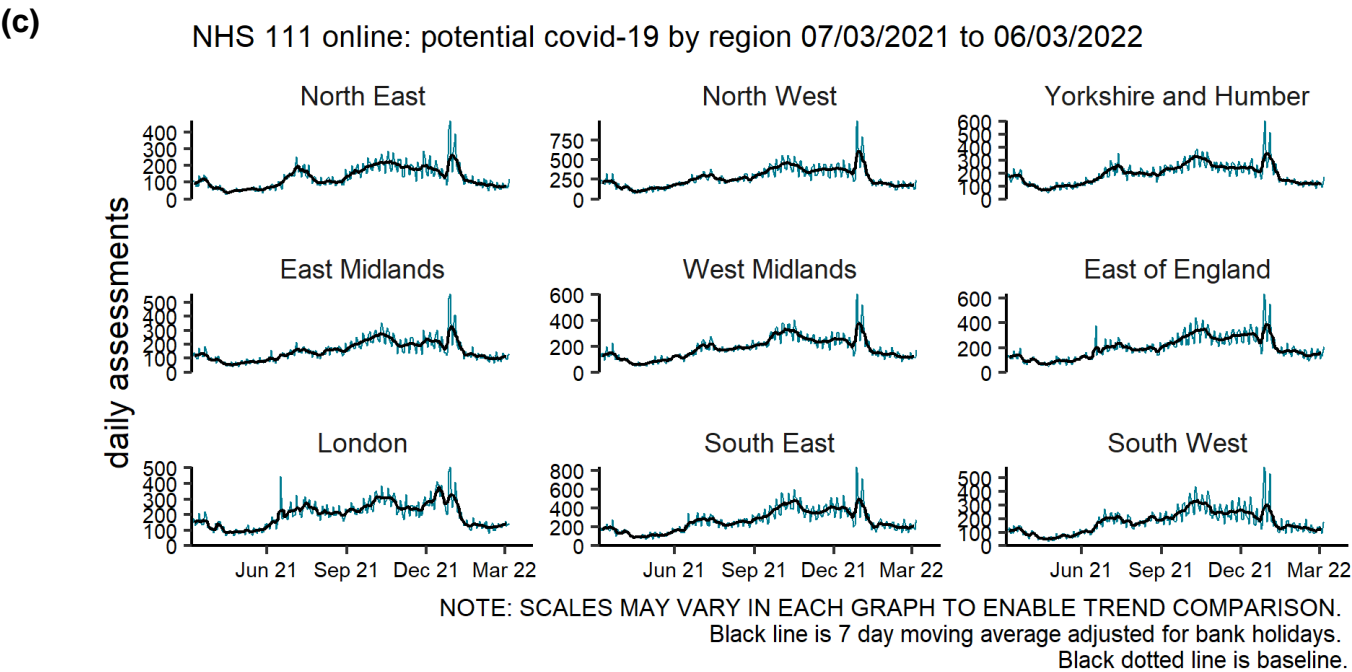 (c)
NHS 111 online: potential covid-19 by region 07/03/2021 to 06/03/2022
daily assessments
North East
400
300
200
100
0
North West
750
500
250
0
Yorkshire and Humber
600
500
400
300
200
100
0
East Midlands
500
400
300
200
100
0
West Midlands
600
400
200
0
East of England
600
400
200
0
London
500
400
300
200
100
0
Jun 21 Sep 21 Dec 21 Mar 22
South East
800
600
400
200
0
Jun 21 Sep 21 Dec 21 Mar 22
South West
500
400
300
200
100
0
Jun 21 Sep 21 Dec 21 Mar 22
NOTE: SCALES MAY VARY IN EACH GRAPH TO ENABLE TREND COMPARISON.
Black line is 7 day moving average adjusted for bank holidays.
Black dotted line is baseline.